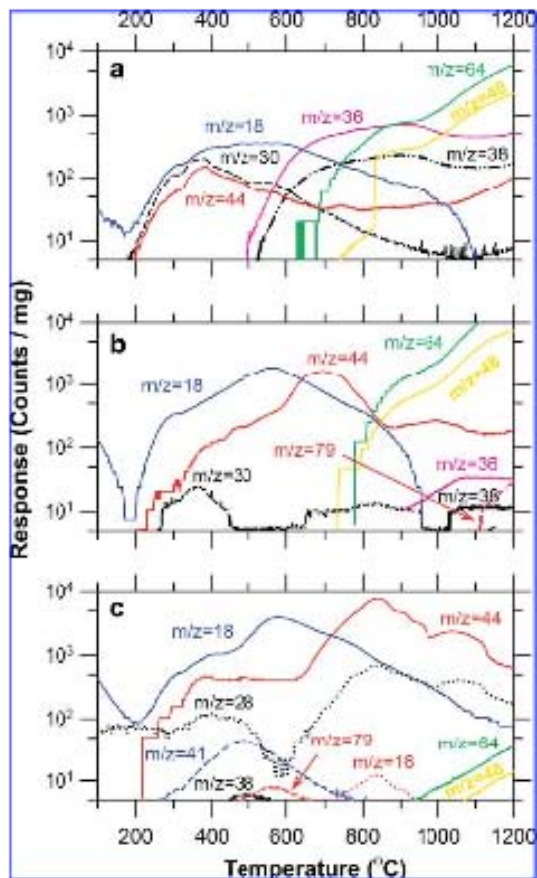 200 400 600 800 1000 1200
10⁴
10³
10²
10¹
a
m/z=64
m/z=48
m/z=36
m/z=18
m/z=30
m/z=38
m/z=44
10⁴
10³
10²
10¹
b
m/z=64
m/z=44
m/z=48
m/z=18
m/z=79
m/z=30
m/z=36
m/z=38
10⁴
10³
10²
10¹
c
m/z=18
m/z=44
m/z=28
m/z=41
m/z=79
m/z=18
m/z=64
m/z=48
m/z=38
200 400 600 800 1000 1200
Response (Counts / mg)
Temperature (°C)